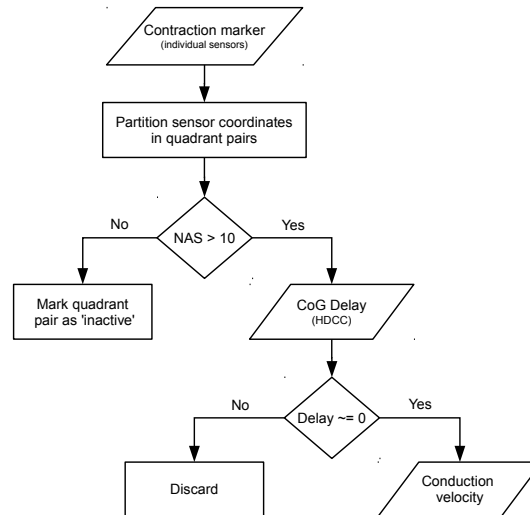 Contraction marker
(individual sensors)
Partition sensor coordinates
in quadrant pairs
No
NAS > 10
Yes
Mark quadrant
pair as 'inactive'
CoG Delay
(HDCC)
No
Delay ~= 0
Yes
Discard
Conduction
velocity